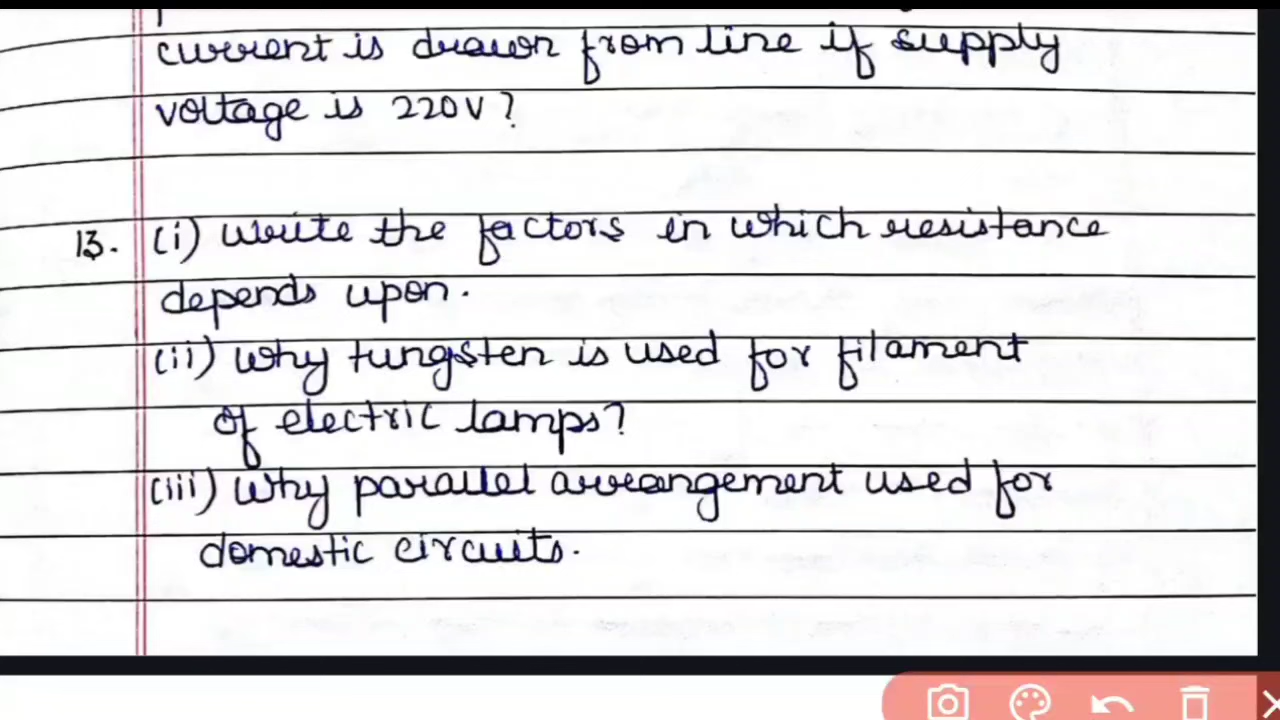 current is drawn from line if supply
voltage is 220V?
13. (i) write the factors in which resistance
depends upon.
(ii) why tungsten is used for filament
of electric lamps?
(iii) why parallel arrangement used for
domestic circuits.